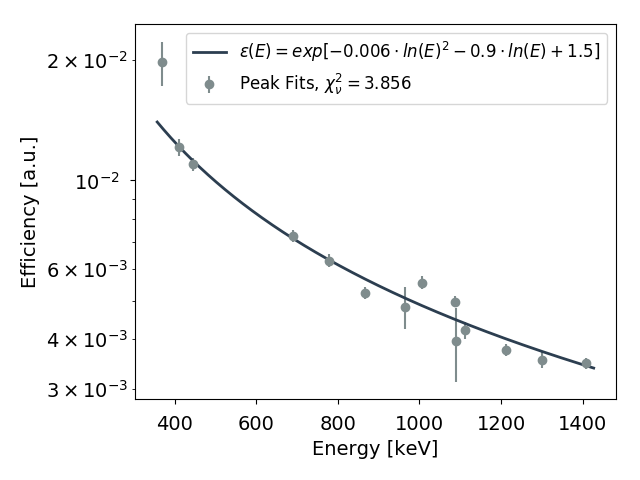 ε(E) = exp[−0.006 · ln(E)² − 0.9 · ln(E) + 1.5]
Peak Fits, χ²ᵥ = 3.856
2 × 10⁻²
10⁻²
6 × 10⁻³
4 × 10⁻³
3 × 10⁻³
Efficiency [a.u.]
400 600 800 1000 1200 1400
Energy [keV]